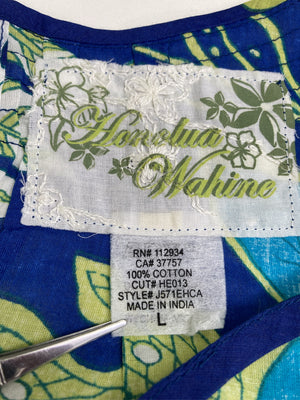 Honolua
Wahine
RN# 112934
CA# 37757
100% COTTON
CUT# HE013
STYLE# J571EHCA
MADE IN INDIA
L